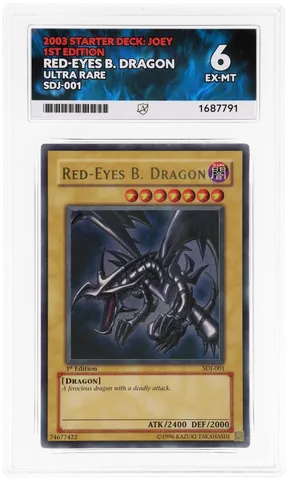 2003 STARTER DECK: JOEY
1ST EDITION
RED-EYES B. DRAGON
ULTRA RARE
SDJ-001
6
EX-MT
1687791
RED-EYES B. DRAGON
1st Edition
SDJ-001
[DRAGON]
A ferocious dragon with a deadly attack.
ATK/2400 DEF/2000
74677422
©1996 KAZUKI TAKAHASHI